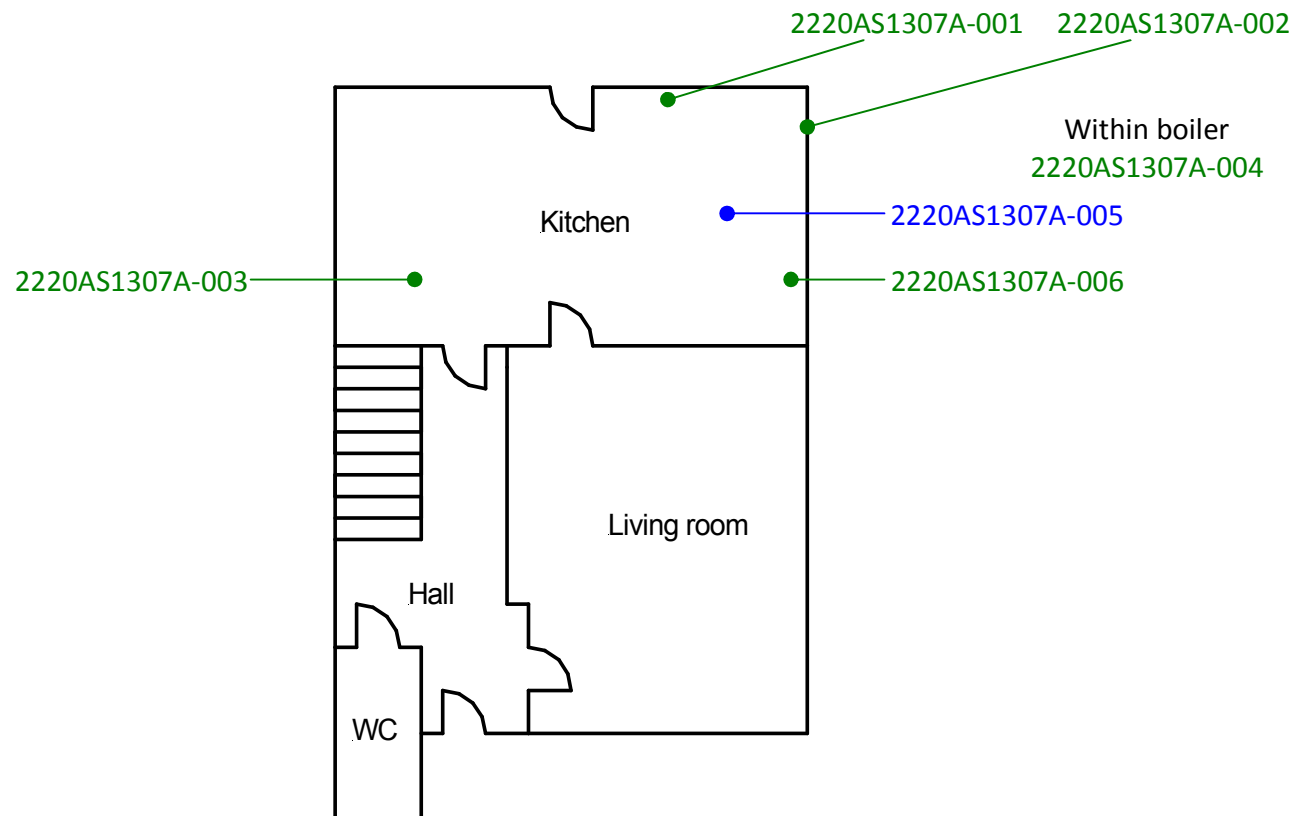 2220AS1307A-001
2220AS1307A-002
Within boiler
2220AS1307A-004
2220AS1307A-005
Kitchen
2220AS1307A-003
2220AS1307A-006
Living room
Hall
WC